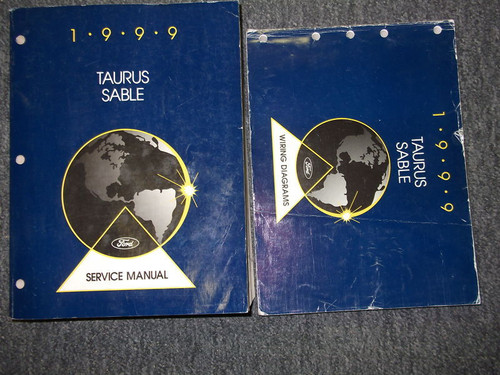 1·9·9·9
TAURUS
SABLE
Ford
SERVICE MANUAL
1·9·9·9
TAURUS
SABLE
Ford
WIRING DIAGRAMS